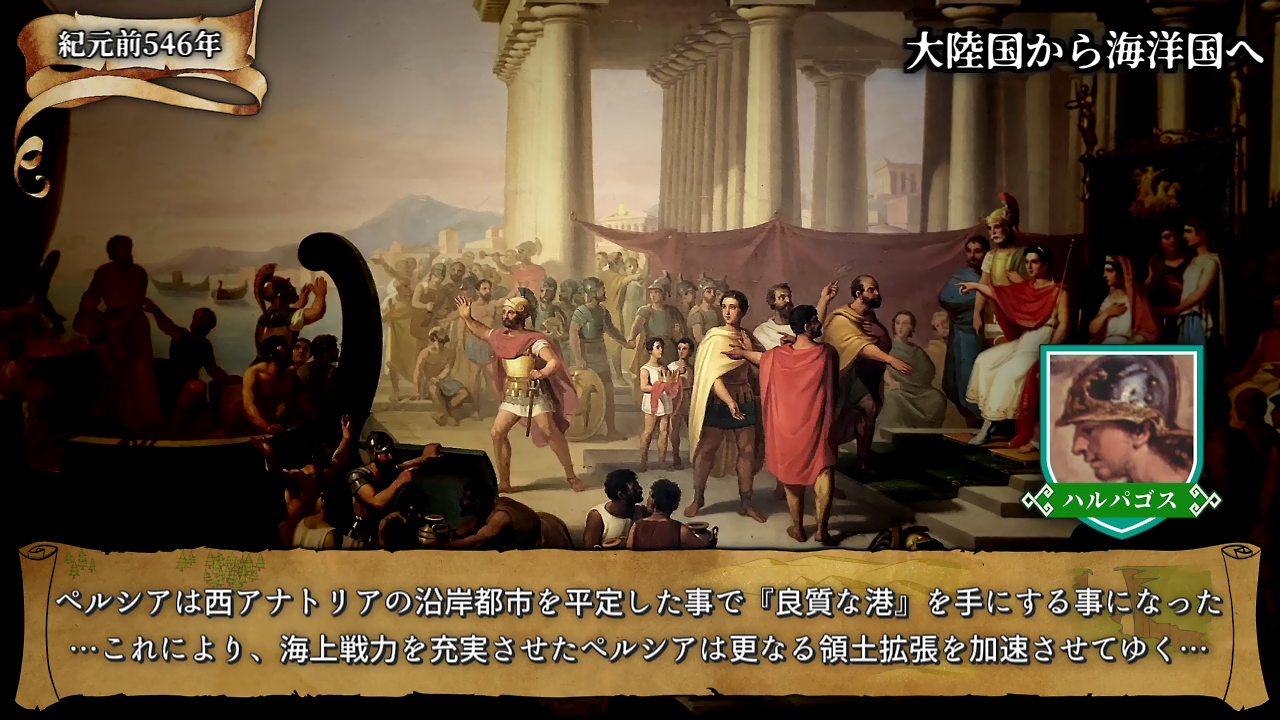 紀元前546年
大陸国から海洋国へ
ハルパゴス
ペルシアは西アナトリアの沿岸都市を平定した事で『良質な港』を手にする事になった
…これにより、海上戦力を充実させたペルシアは更なる領土拡張を加速させてゆく…